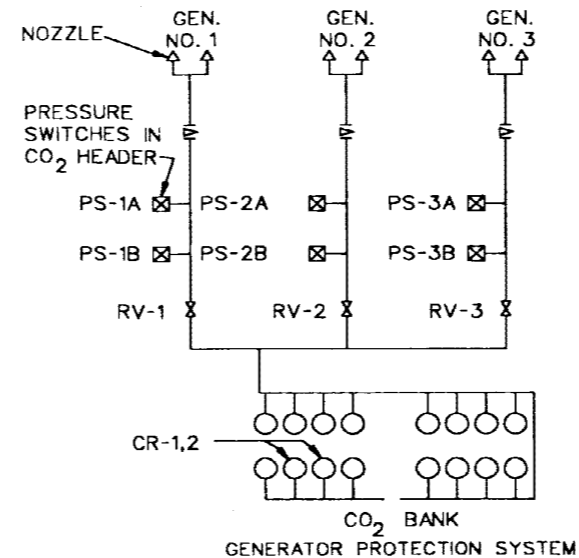 GEN. GEN. GEN.
NOZZLE NO. 1 NO. 2 NO. 3
PRESSURE
SWITCHES IN
CO2 HEADER
PS-1A PS-2A PS-3A
PS-1B PS-2B PS-3B
RV-1 RV-2 RV-3
CR-1,2
CO2 BANK
GENERATOR PROTECTION SYSTEM